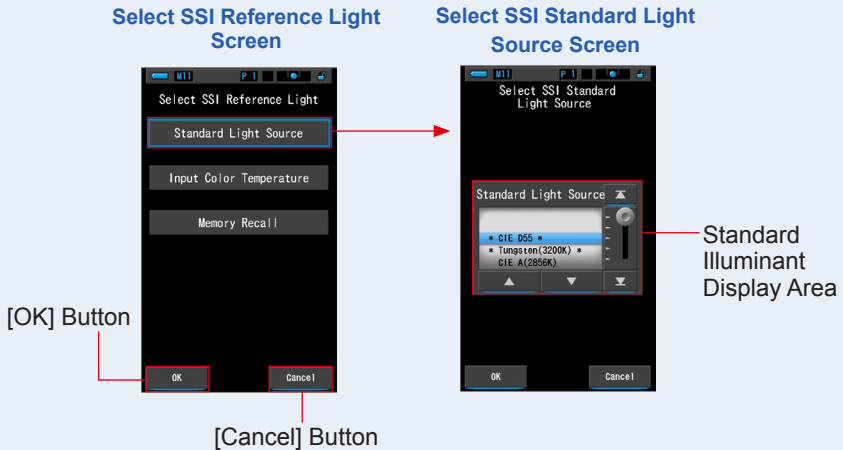 Select SSI Reference Light
Screen
M11 P 1
Select SSI Reference Light
Standard Light Source
Input Color Temperature
Memory Recall
OK Cancel
[OK] Button
[Cancel] Button
Select SSI Standard Light
Source Screen
M11 P 1
Select SSI Standard
Light Source
Standard Light Source
* CIE D55 *
* Tungsten(3200K) *
CIE A(2856K)
OK Cancel
Standard
Illuminant
Display Area